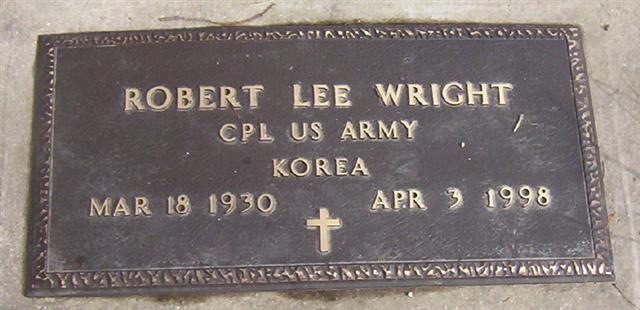 ROBERT LEE WRIGHT
CPL US ARMY
KOREA
MAR 18 1930 APR 3 1998